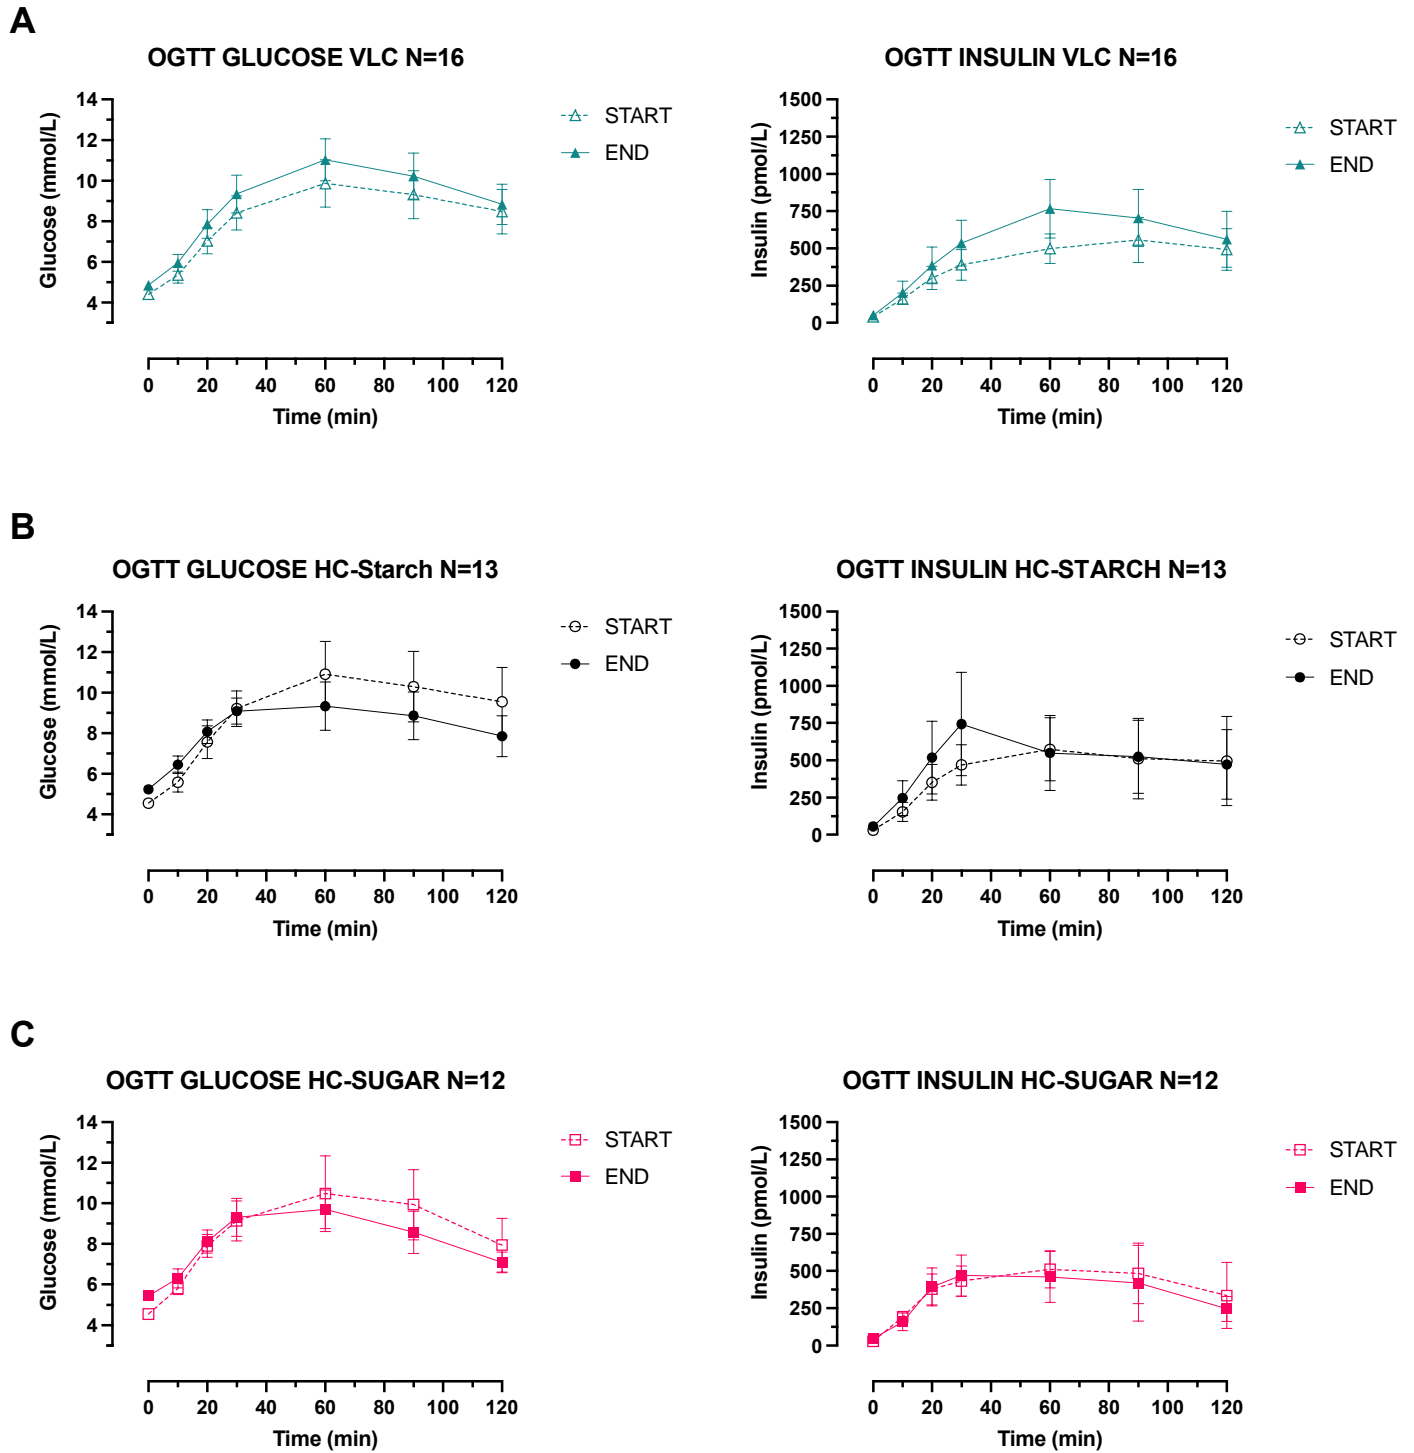 A
OGTT GLUCOSE VLC N=16
14
12
10
8
6
4
Glucose (mmol/L)
0 20 40 60 80 100 120
Time (min)
START
END
OGTT INSULIN VLC N=16
1500
1250
1000
750
500
250
0
Insulin (pmol/L)
0 20 40 60 80 100 120
Time (min)
START
END
B
OGTT GLUCOSE HC-Starch N=13
14
12
10
8
6
4
Glucose (mmol/L)
0 20 40 60 80 100 120
Time (min)
START
END
OGTT INSULIN HC-STARCH N=13
1500
1250
1000
750
500
250
0
Insulin (pmol/L)
0 20 40 60 80 100 120
Time (min)
START
END
C
OGTT GLUCOSE HC-SUGAR N=12
14
12
10
8
6
4
Glucose (mmol/L)
0 20 40 60 80 100 120
Time (min)
START
END
OGTT INSULIN HC-SUGAR N=12
1500
1250
1000
750
500
250
0
Insulin (pmol/L)
0 20 40 60 80 100 120
Time (min)
START
END